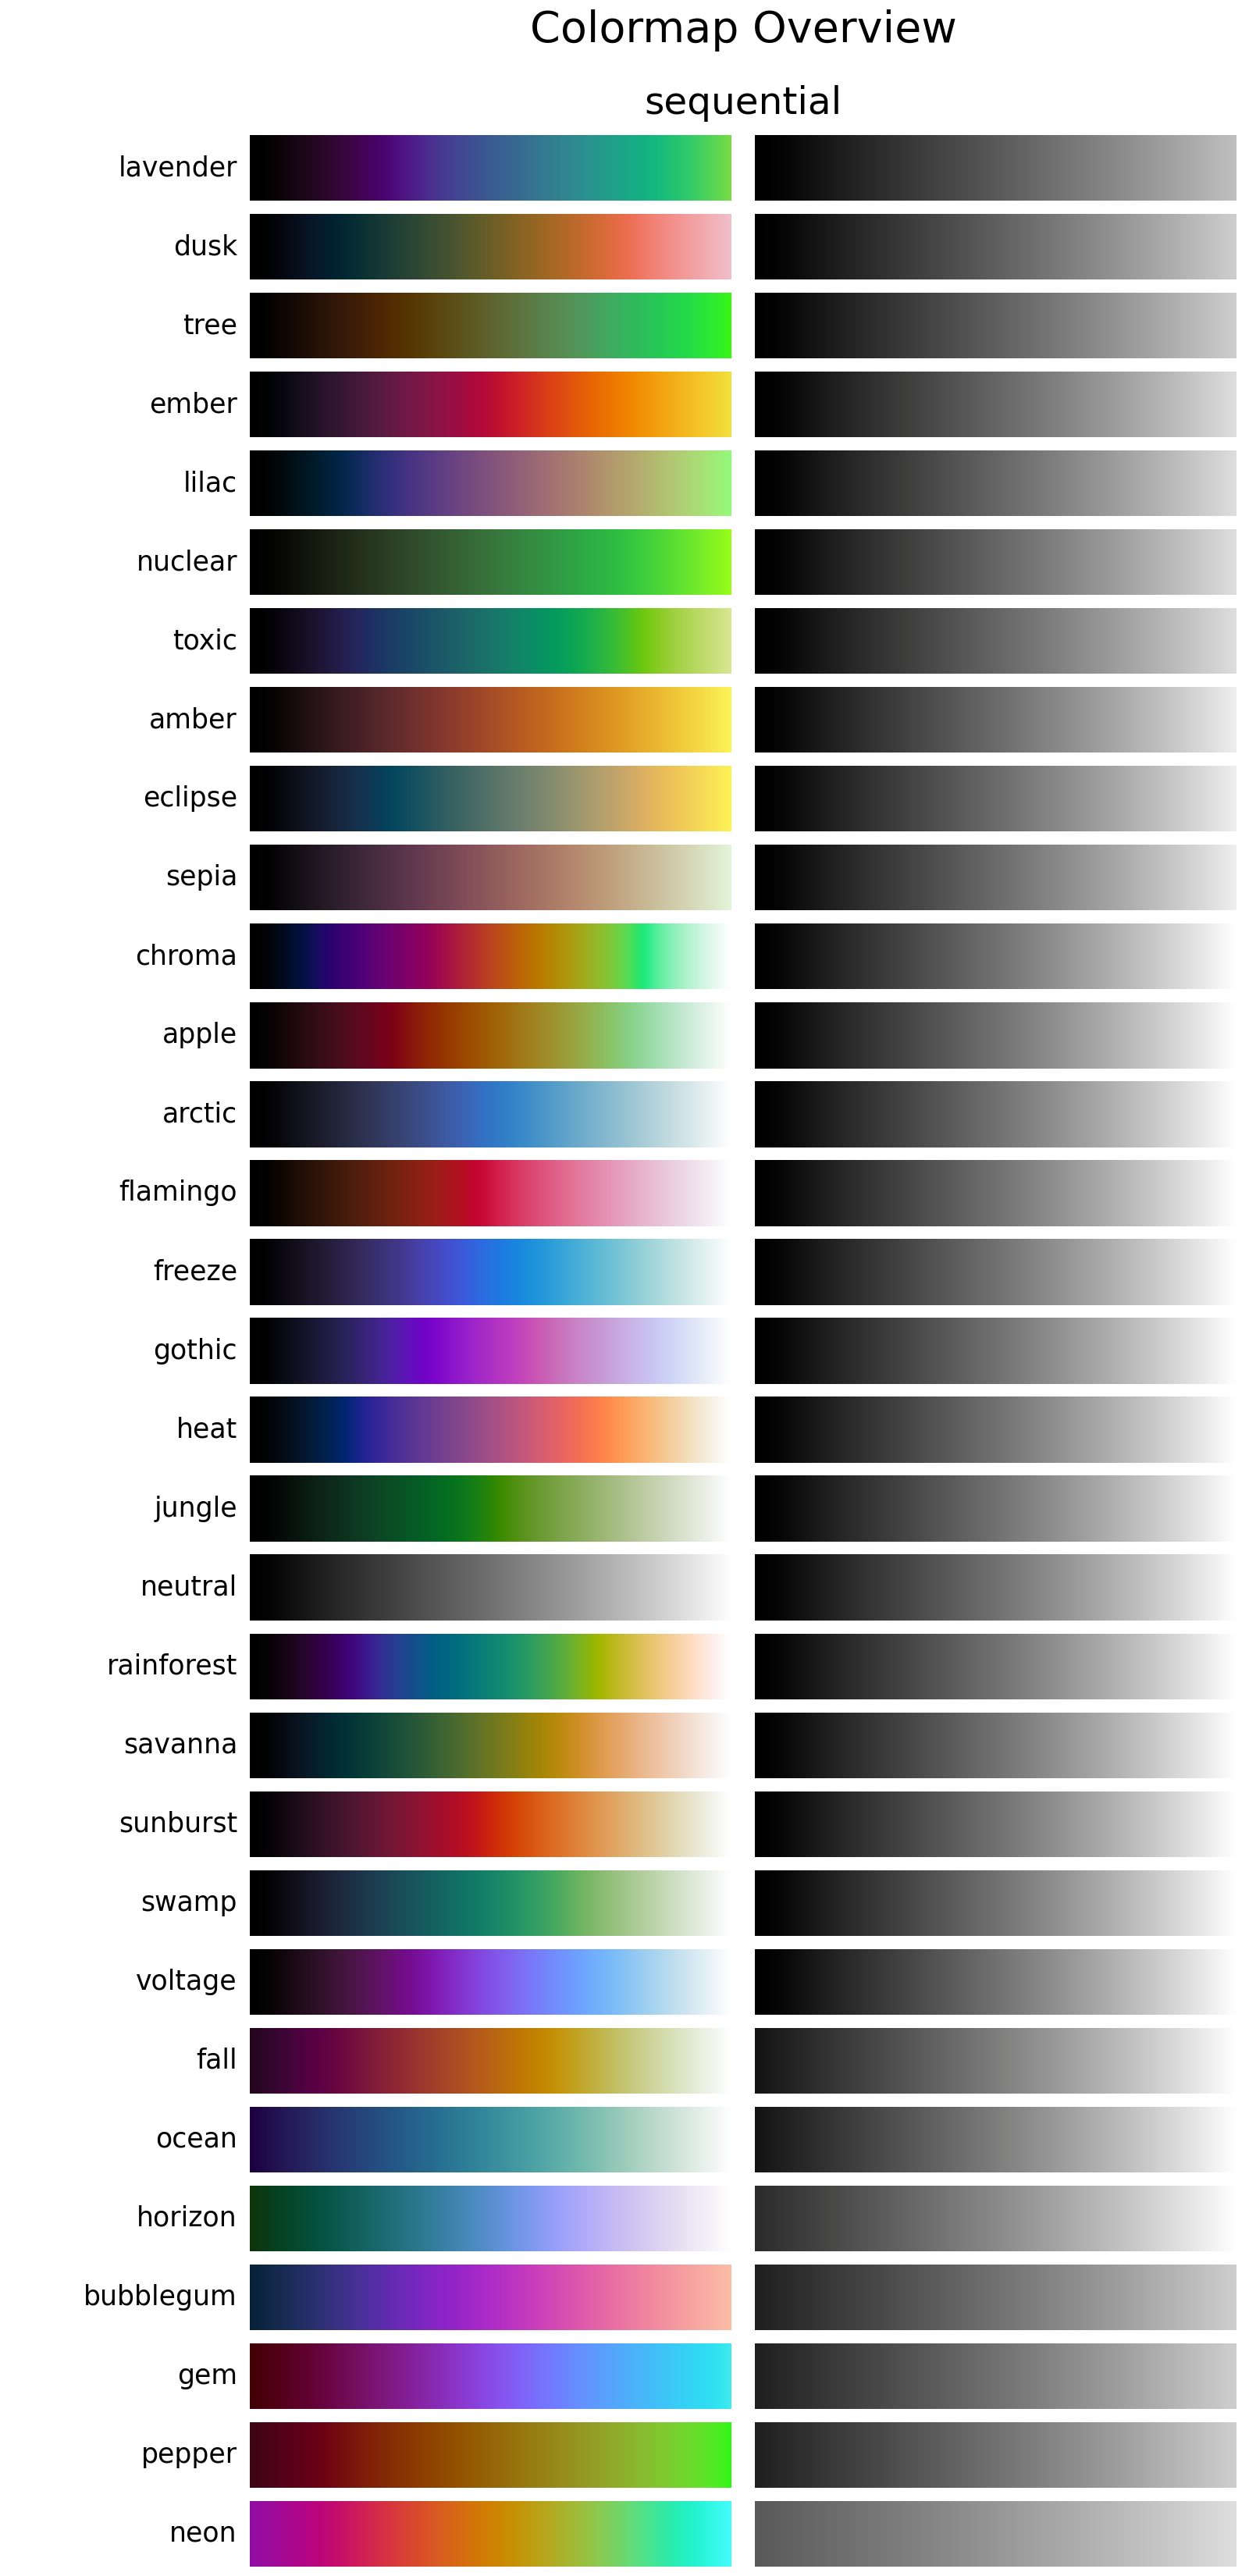 Colormap Overview
sequential
lavender
dusk
tree
ember
lilac
nuclear
toxic
amber
eclipse
sepia
chroma
apple
arctic
flamingo
freeze
gothic
heat
jungle
neutral
rainforest
savanna
sunburst
swamp
voltage
fall
ocean
horizon
bubblegum
gem
pepper
neon